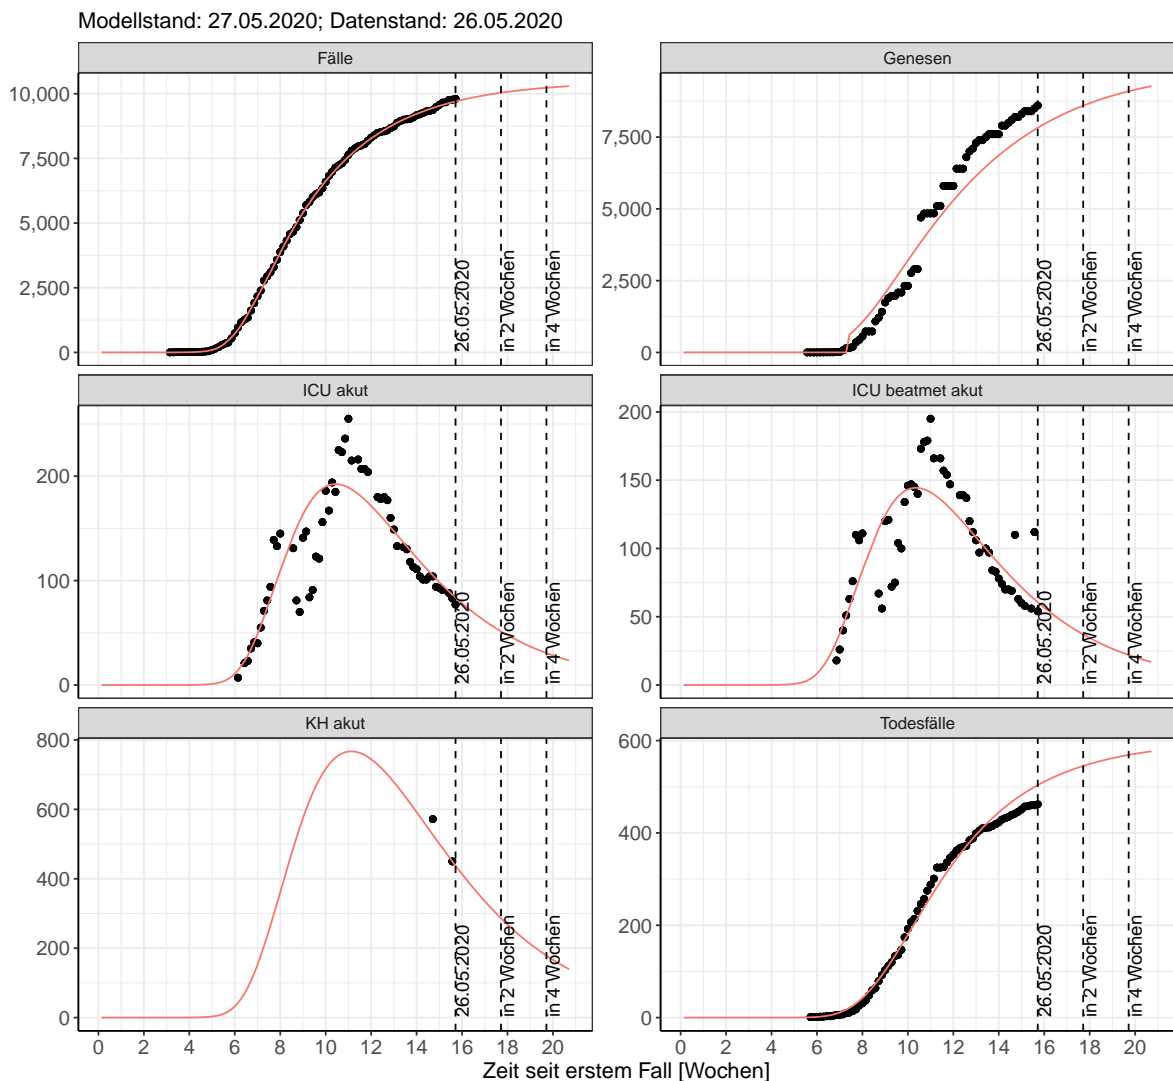 Modellstand: 27.05.2020; Datenstand: 26.05.2020
Fälle
Genesen
10,000
7,500
5,000
2,500
0
26.05.2020
in 2 Wochen
in 4 Wochen
7,500
5,000
2,500
0
26.05.2020
in 2 Wochen
in 4 Wochen
ICU akut
ICU beatmet akut
200
100
0
26.05.2020
in 2 Wochen
in 4 Wochen
200
150
100
50
0
26.05.2020
in 2 Wochen
in 4 Wochen
KH akut
Todesfälle
800
600
400
200
0
26.05.2020
in 2 Wochen
in 4 Wochen
600
400
200
0
26.05.2020
in 2 Wochen
in 4 Wochen
0 2 4 6 8 10 12 14 16 18 20
0 2 4 6 8 10 12 14 16 18 20
Zeit seit erstem Fall [Wochen]